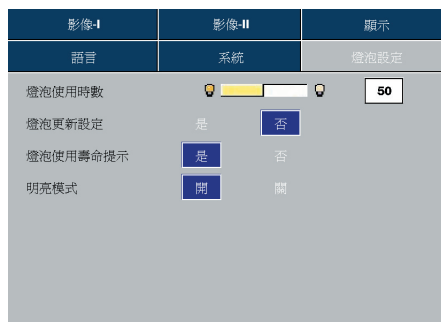 影像-I 影像-II 顯示
語言 系統 燈泡設定
燈泡使用時數 50
燈泡更新設定 是 否
燈泡使用壽命提示 是 否
明亮模式 開 關